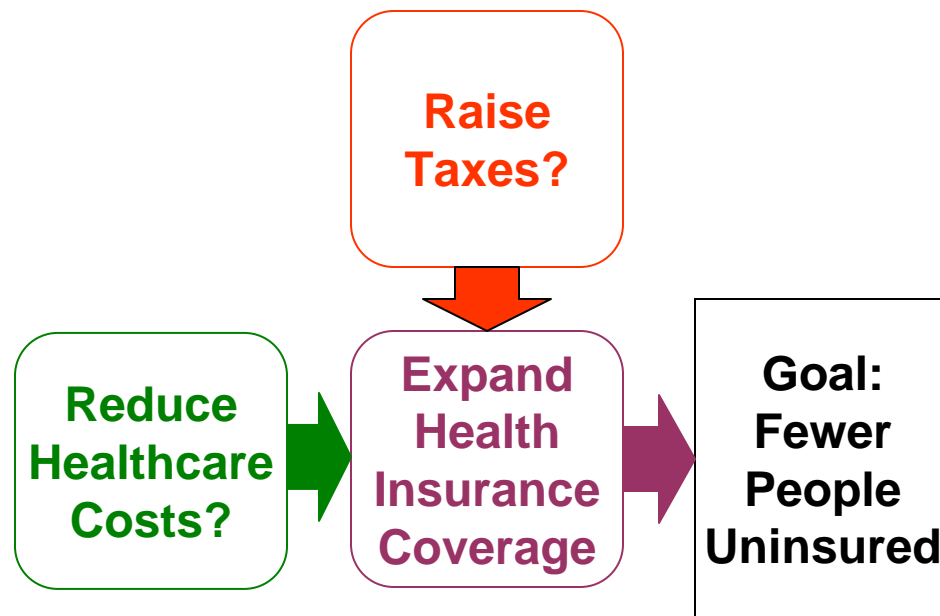 Raise
Taxes?
Reduce
Healthcare
Costs?
Expand
Health
Insurance
Coverage
Goal:
Fewer
People
Uninsured